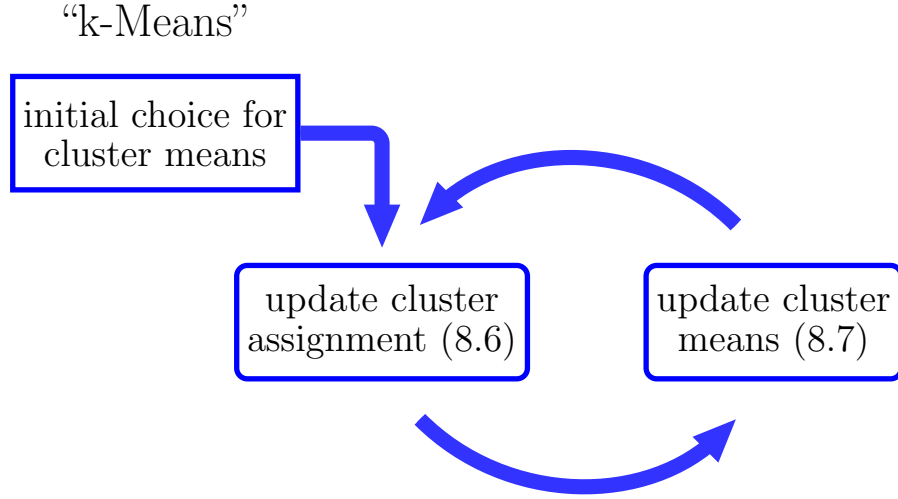 “k-Means”
initial choice for
cluster means
update cluster
assignment (8.6)
update cluster
means (8.7)